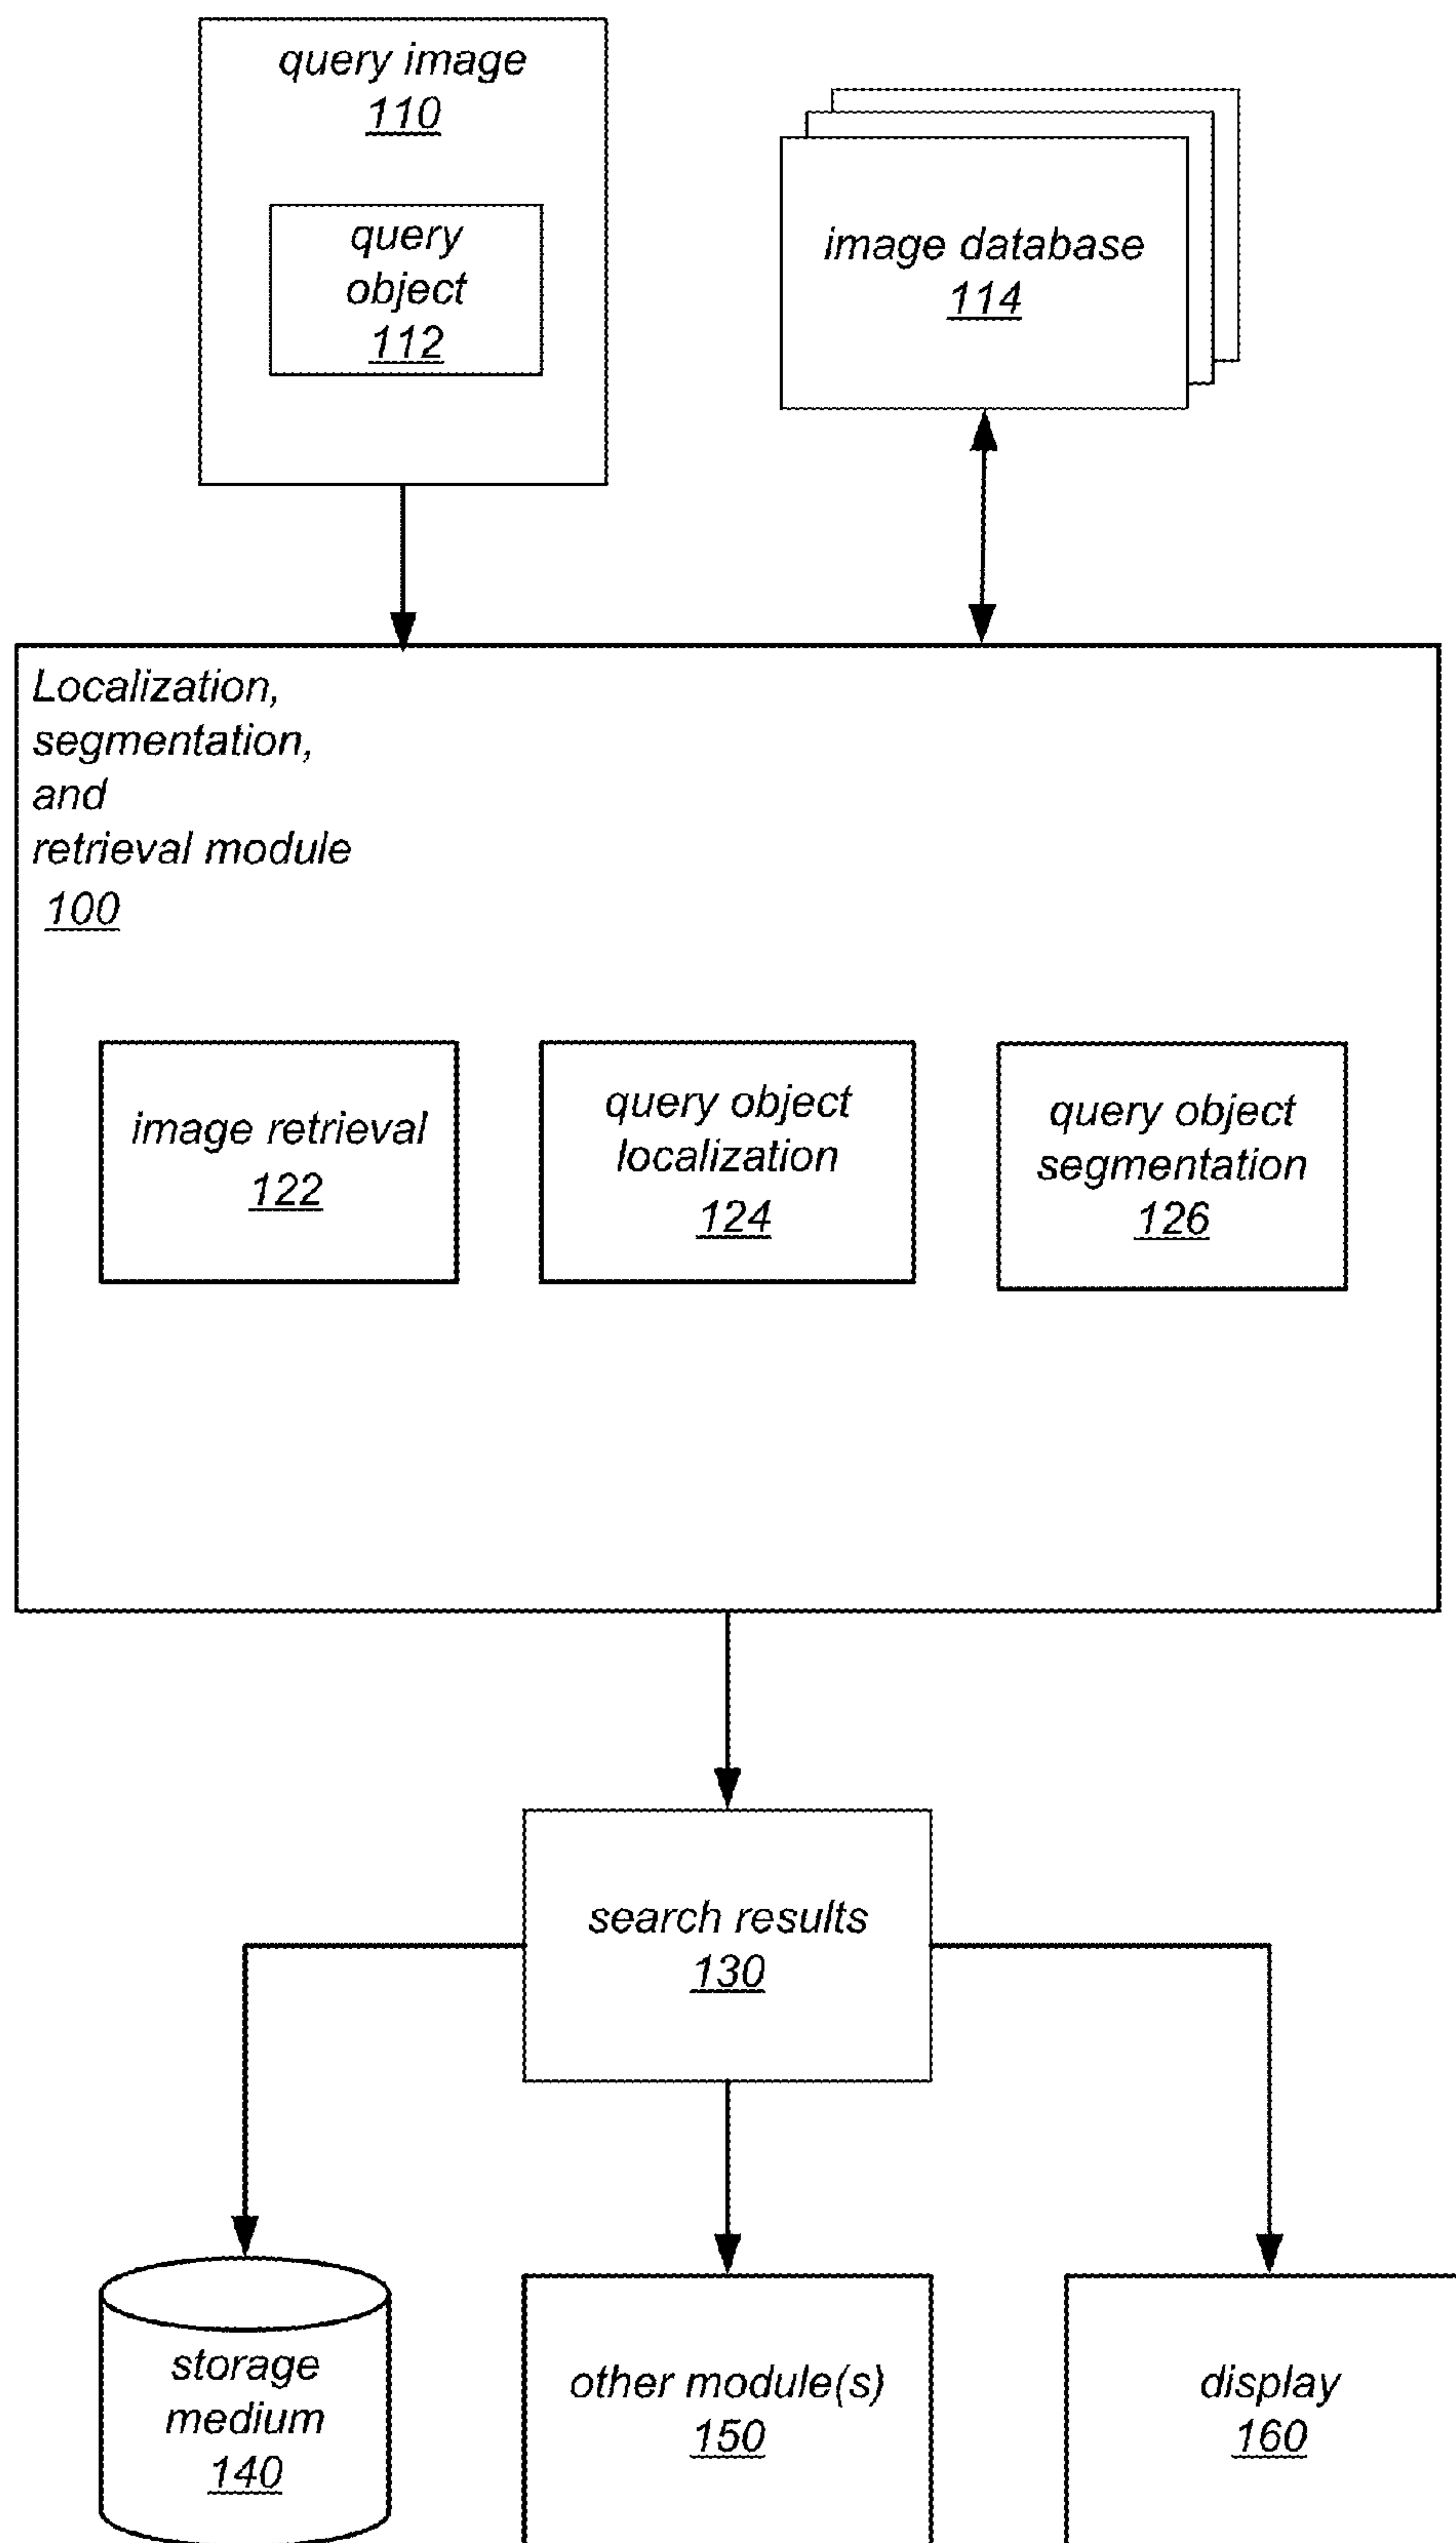 query image
110
query
object
112
image database
114
Localization,
segmentation,
and
retrieval module
100
image retrieval
122
query object
localization
124
query object
segmentation
126
search results
130
storage
medium
140
other module(s)
150
display
160